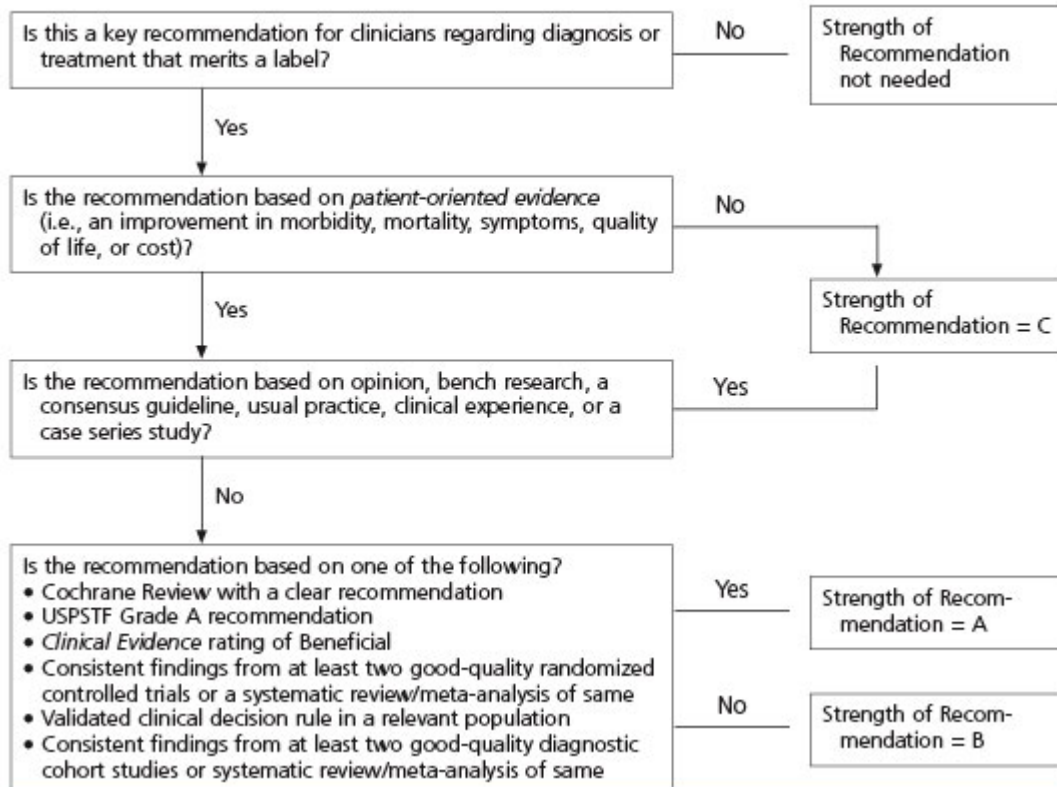 Is this a key recommendation for clinicians regarding diagnosis or
treatment that merits a label?
No
Strength of
Recommendation
not needed
Yes
Is the recommendation based on patient-oriented evidence
(i.e., an improvement in morbidity, mortality, symptoms, quality
of life, or cost)?
No
Strength of
Recommendation = C
Yes
Is the recommendation based on opinion, bench research, a
consensus guideline, usual practice, clinical experience, or a
case series study?
Yes
No
Is the recommendation based on one of the following?
• Cochrane Review with a clear recommendation
• USPSTF Grade A recommendation
• Clinical Evidence rating of Beneficial
• Consistent findings from at least two good-quality randomized
controlled trials or a systematic review/meta-analysis of same
• Validated clinical decision rule in a relevant population
• Consistent findings from at least two good-quality diagnostic
cohort studies or systematic review/meta-analysis of same
Yes
Strength of Recom-
mendation = A
No
Strength of Recom-
mendation = B